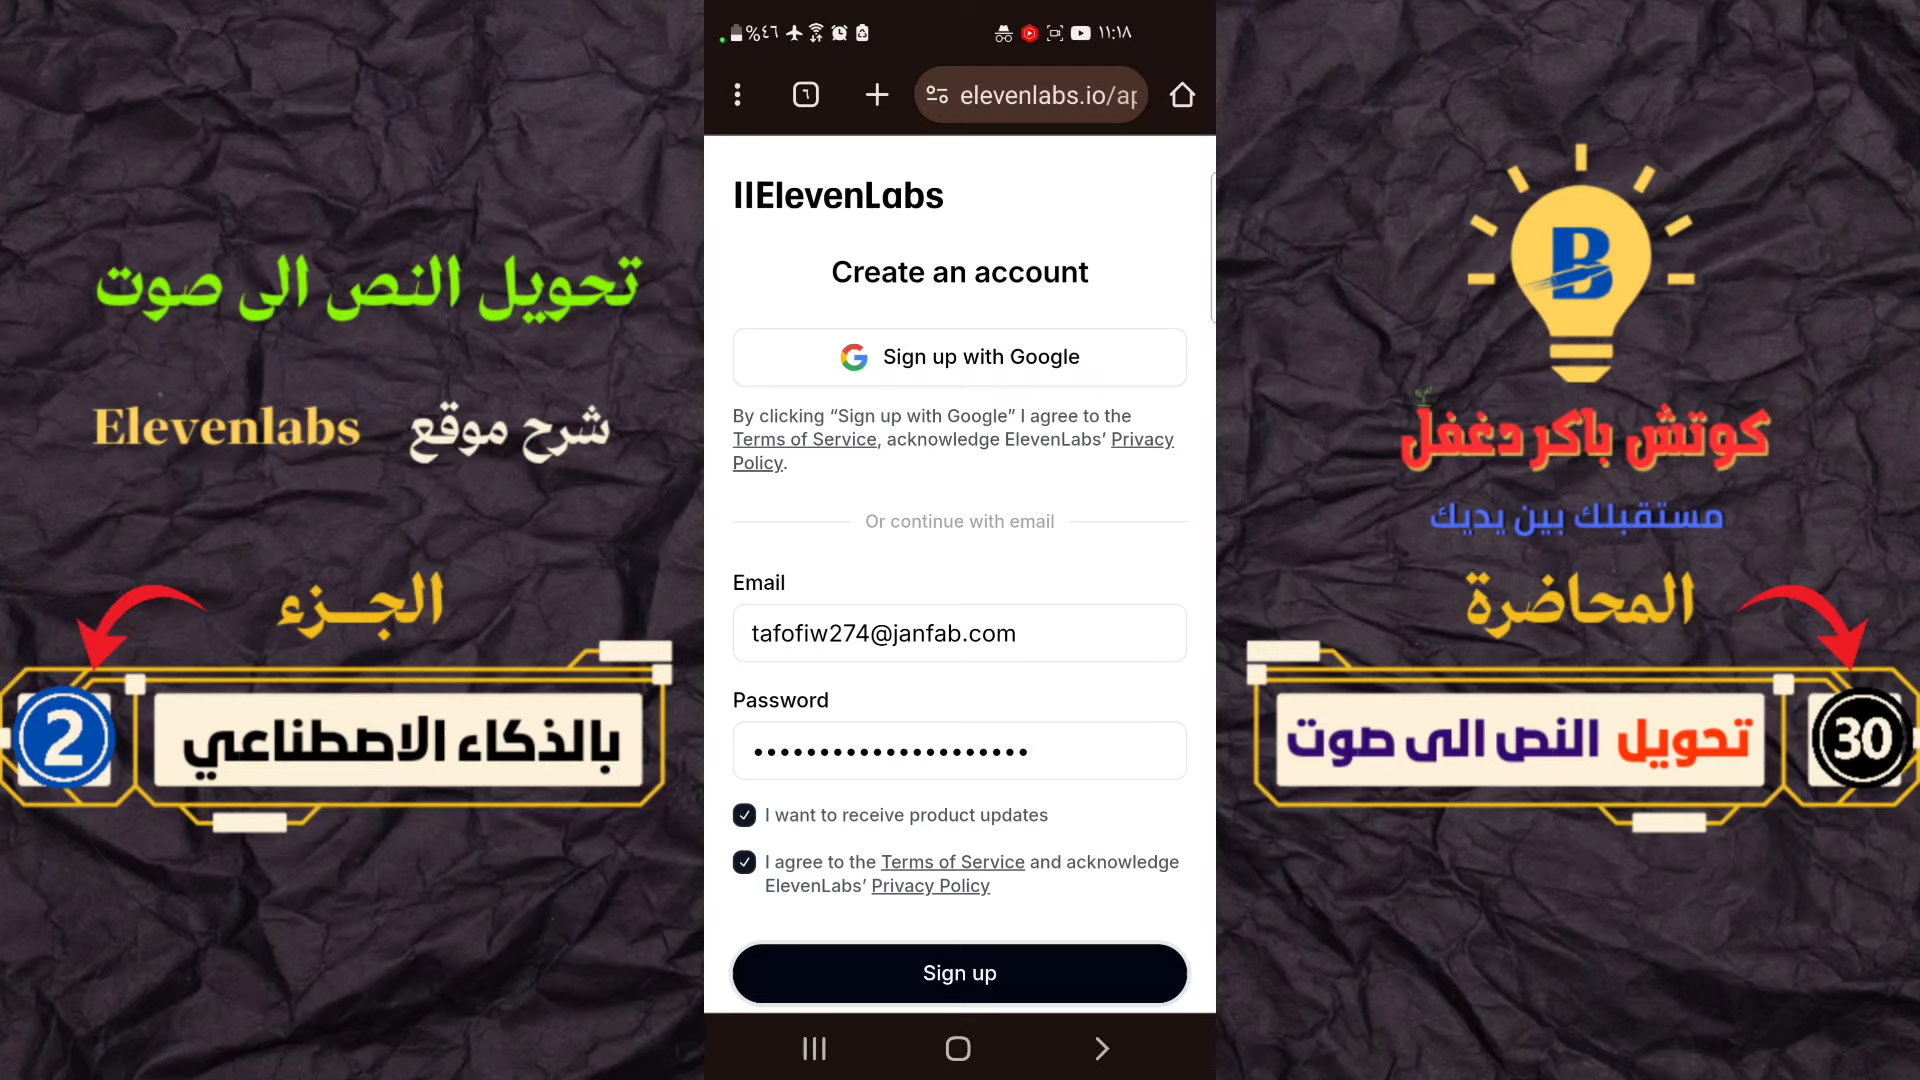 تحويل النص الى صوت
شرح موقع Elevenlabs
الجزء
2
بالذكاء الاصطناعي
%٤٦
١١:١٨
٦
elevenlabs.io/ap
IIElevenLabs
Create an account
Sign up with Google
By clicking “Sign up with Google” I agree to the
Terms of Service, acknowledge ElevenLabs’ Privacy
Policy.
Or continue with email
Email
tafofiw274@janfab.com
Password
••••••••••••••••••••••
I want to receive product updates
I agree to the Terms of Service and acknowledge
ElevenLabs’ Privacy Policy
Sign up
B
كوتش باكر دغفل
مستقبلك بين يديك
المحاضرة
تحويل النص الى صوت
30